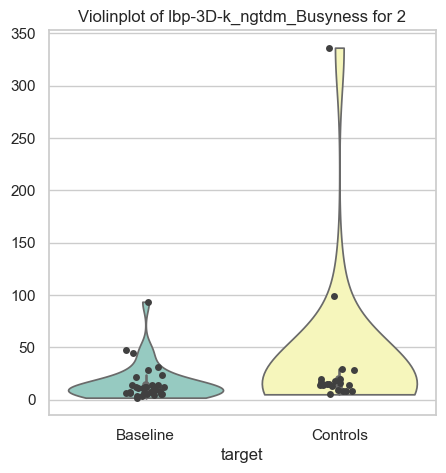 Violinplot of lbp-3D-k_ngtdm_Busyness for 2
350
300
250
200
150
100
50
0
Baseline
Controls
target